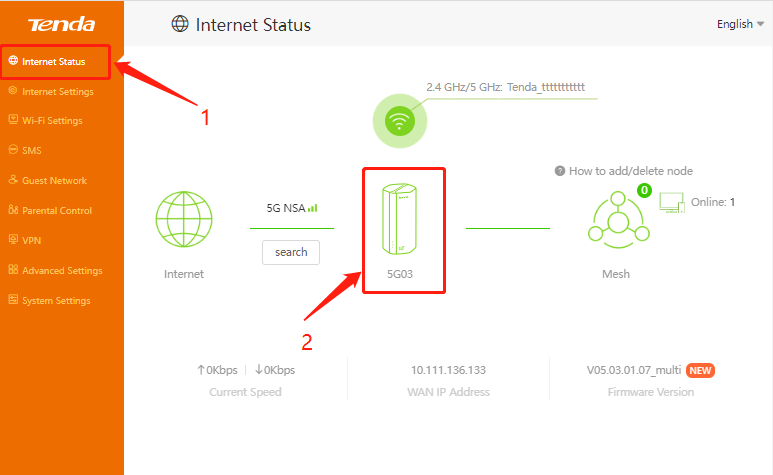 Tenda
Internet Status
English
Internet Status
Internet Settings
Wi-Fi Settings
SMS
Guest Network
Parental Control
VPN
Advanced Settings
System Settings
1
2.4 GHz/5 GHz: Tenda_ttttttttttt
How to add/delete node
5G NSA
search
0
Online: 1
Internet
5G03
Mesh
2
↑0Kbps
↓0Kbps
Current Speed
10.111.136.133
WAN IP Address
V05.03.01.07_multi NEW
Firmware Version